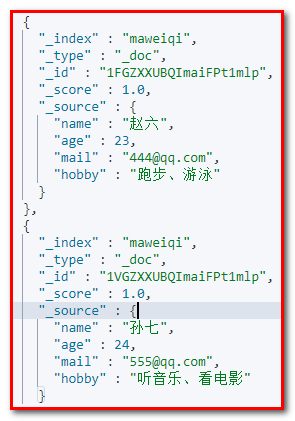 {
"_index" : "maweiqi",
"_type" : "_doc",
"_id" : "1FGZXXUBQImaiFPt1mlp",
"_score" : 1.0,
"_source" : {
"name" : "赵六",
"age" : 23,
"mail" : "444@qq.com",
"hobby" : "跑步、游泳"
}
},
{
"_index" : "maweiqi",
"_type" : "_doc",
"_id" : "1VGZXXUBQImaiFPt1mlp",
"_score" : 1.0,
"_source" : {
"name" : "孙七",
"age" : 24,
"mail" : "555@qq.com",
"hobby" : "听音乐、看电影"
}